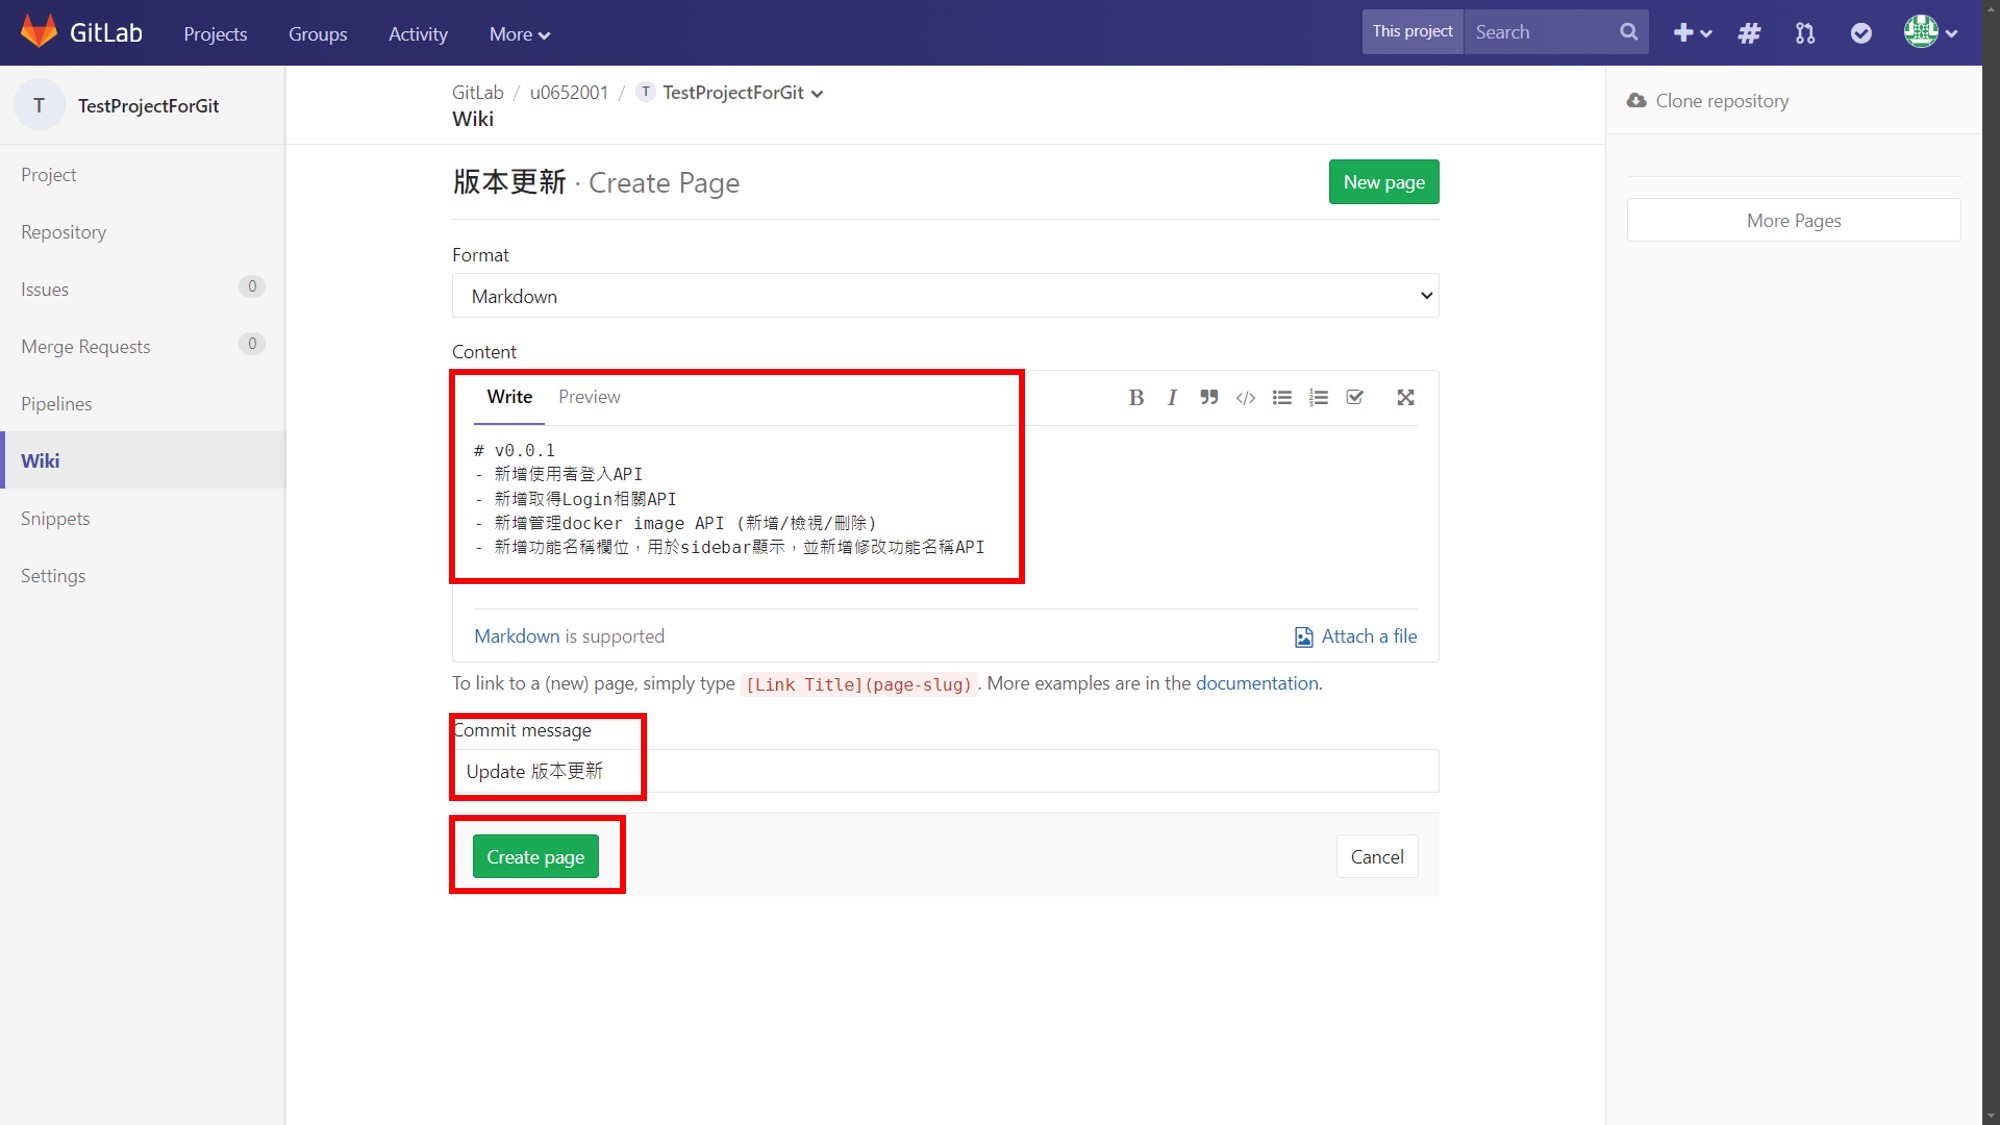 GitLab
Projects
Groups
Activity
More
This project
Search
T
TestProjectForGit
Project
Repository
Issues
0
Merge Requests
0
Pipelines
Wiki
Snippets
Settings
GitLab / u0652001 / T TestProjectForGit
Wiki
版本更新 · Create Page
New page
Format
Markdown
Content
Write
Preview
# v0.0.1
- 新增使用者登入API
- 新增取得Login相關API
- 新增管理docker image API (新增/檢視/刪除)
- 新增功能名稱欄位，用於sidebar顯示，並新增修改功能名稱API
Markdown is supported
Attach a file
To link to a (new) page, simply type [Link Title](page-slug). More examples are in the documentation.
Commit message
Update 版本更新
Create page
Cancel
Clone repository
More Pages